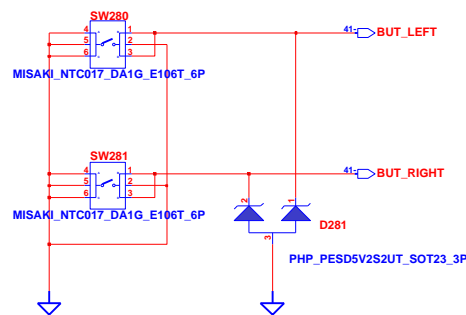 SW280
4 1
5 2
6 3
41- BUT_LEFT
MISAKI_NTC017_DA1G_E106T_6P
SW281
4 1
5 2
6 3
41- BUT_RIGHT
MISAKI_NTC017_DA1G_E106T_6P
2 1
D281
3
PHP_PESD5V2S2UT_SOT23_3P